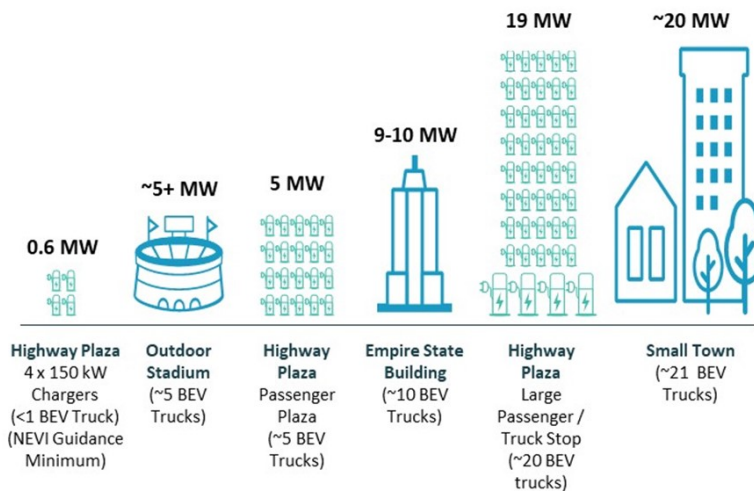 0.6 MW
~5+ MW
5 MW
9-10 MW
19 MW
~20 MW
Highway Plaza
4 x 150 kW
Chargers
(<1 BEV Truck)
(NEVI Guidance
Minimum)
Outdoor
Stadium
(~5 BEV
Trucks)
Highway
Plaza
Passenger
Plaza
(~5 BEV
Trucks)
Empire State
Building
(~10 BEV
Trucks)
Highway
Plaza
Large
Passenger /
Truck Stop
(~20 BEV
trucks)
Small Town
(~21 BEV
Trucks)